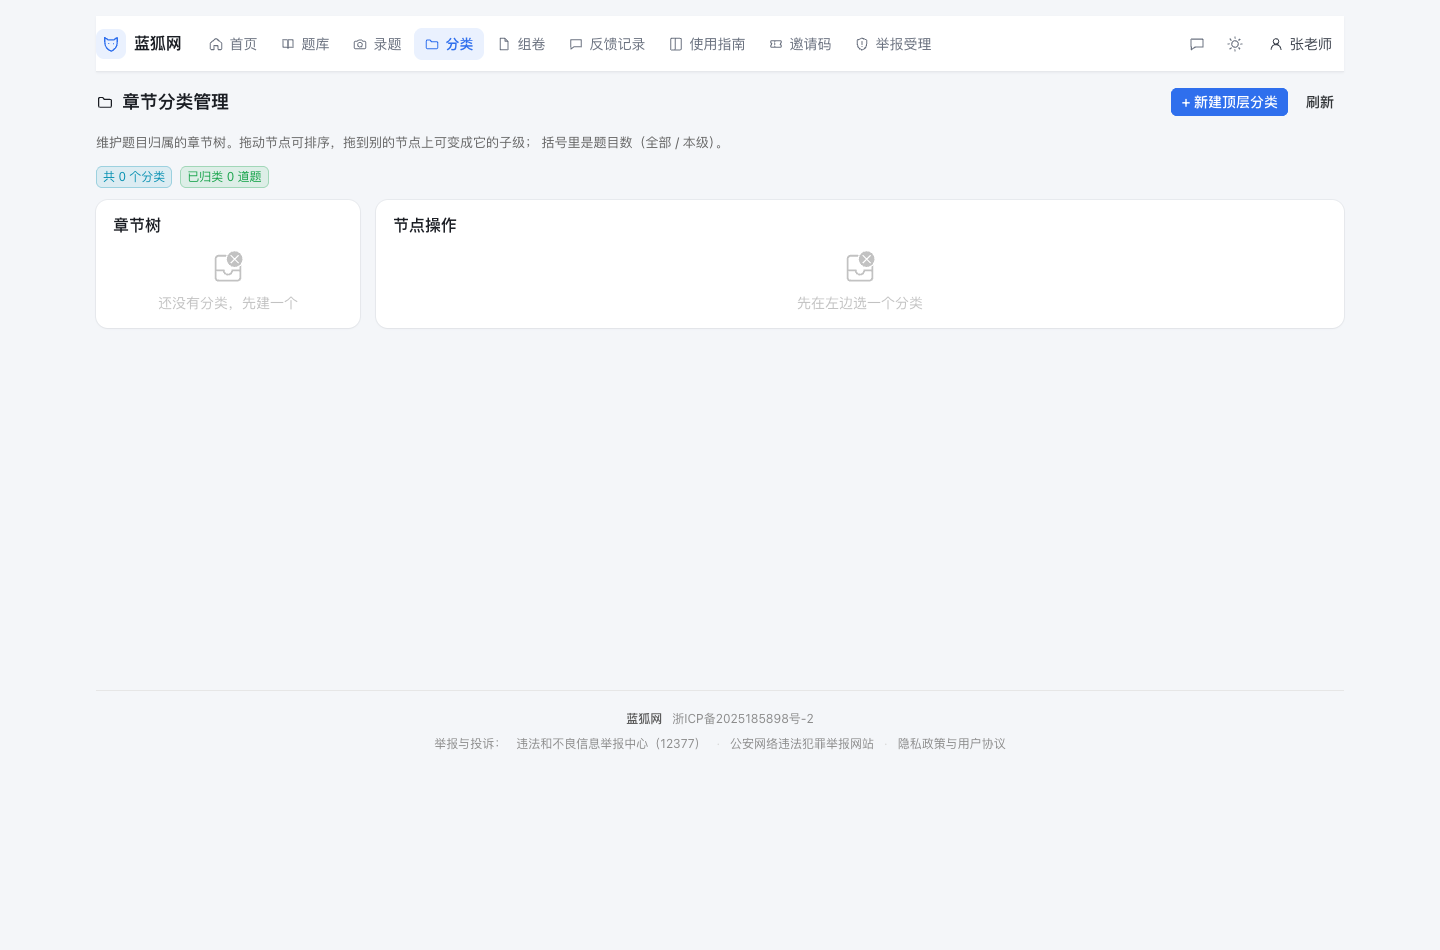 蓝狐网 首页 题库 录题 分类 组卷 反馈记录 使用指南 邀请码 举报受理 张老师
章节分类管理 + 新建顶层分类 刷新
维护题目归属的章节树。拖动节点可排序，拖到别的节点上可变成它的子级； 括号里是题目数（全部 / 本级）。
共 0 个分类 已归类 0 道题
章节树 节点操作
还没有分类，先建一个 先在左边选一个分类
蓝狐网 浙ICP备2025185898号-2
举报与投诉： 违法和不良信息举报中心（12377） · 公安网络违法犯罪举报网站 · 隐私政策与用户协议